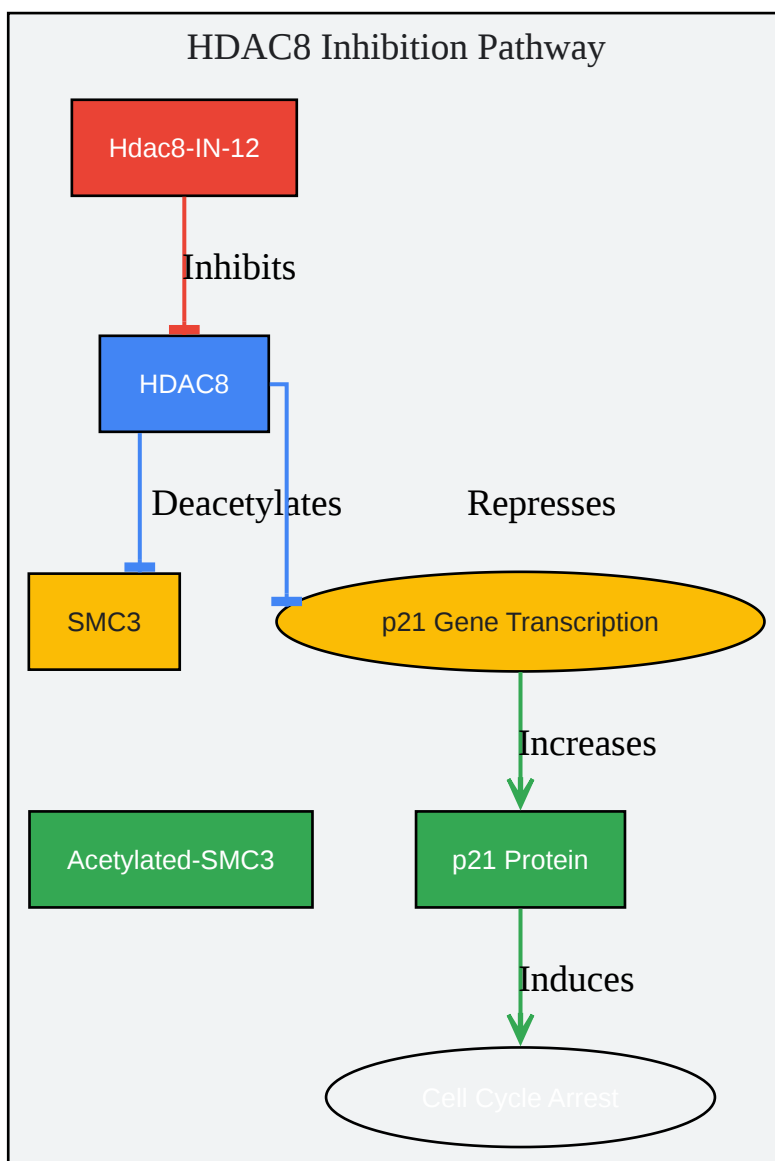 HDAC8 Inhibition Pathway
Hdac8-IN-12
Inhibits
HDAC8
Deacetylates
Represses
SMC3
p21 Gene Transcription
Increases
Acetylated-SMC3
p21 Protein
Induces
Cell Cycle Arrest